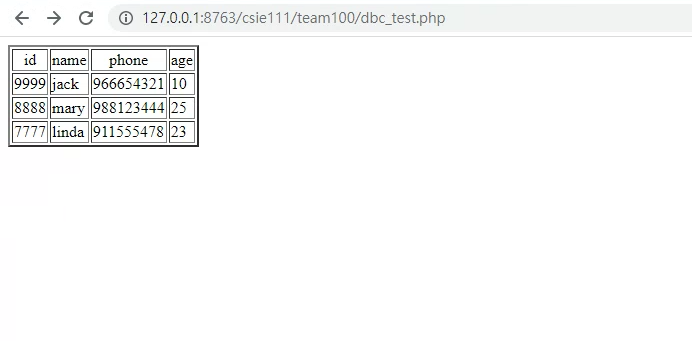 127.0.0.1:8763/csie111/team100/dbc_test.php
id name phone age
9999 jack 966654321 10
8888 mary 988123444 25
7777 linda 911555478 23